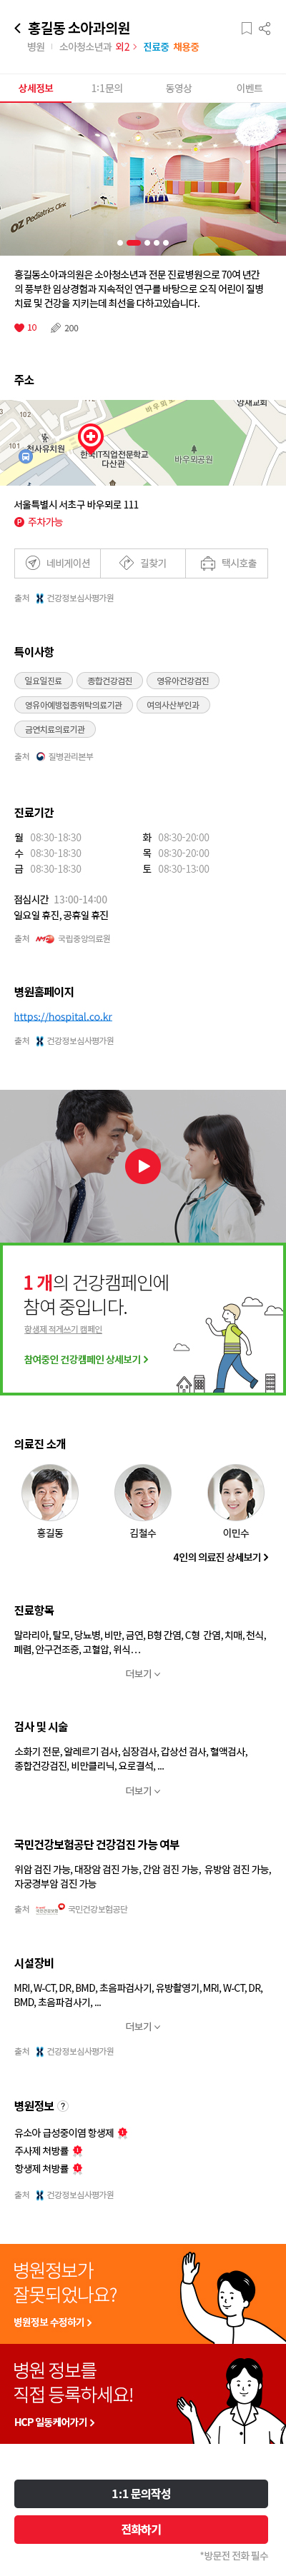 홍길동 소아과의원
병원 | 소아청소년과 외2 > 진료중 채용중
상세정보 1:1문의 동영상 이벤트
OZ Pediatrics Clinic
홍길동소아과의원은 소아청소년과 전문 진료병원으로 70여 년간
의 풍부한 임상경험과 지속적인 연구를 바탕으로 오직 어린이 질병
치료 및 건강을 지키는데 최선을 다하고있습니다.
10 200
주소
102
101
천사유치원
한국IT직업전문학교
다산관
바우뫼로
바우뫼공원
양재교회
서울특별시 서초구 바우뫼로 111
P 주차가능
네비게이션 길찾기 택시호출
출처 건강정보심사평가원
특이사항
일요일진료 종합건강검진 영유아건강검진
영유아예방접종위탁의료기관 여의사산부인과
금연치료의료기관
출처 질병관리본부
진료기간
월 08:30-18:30 화 08:30-20:00
수 08:30-18:30 목 08:30-20:00
금 08:30-18:30 토 08:30-13:00
점심시간 13:00-14:00
일요일 휴진, 공휴일 휴진
출처 국립중앙의료원
병원홈페이지
https://hospital.co.kr
출처 건강정보심사평가원
1 개의 건강캠페인에
참여 중입니다.
항생제 적게쓰기 캠페인
참여중인 건강캠페인 상세보기 >
의료진 소개
홍길동 김철수 이민수
4인의 의료진 상세보기 >
진료항목
말라리아, 탈모, 당뇨병, 비만, 금연, B형 간염, C형 간염, 치매, 천식,
폐렴, 안구건조증, 고혈압, 위식…
더보기
검사 및 시술
소화기 전문, 알레르기 검사, 심장검사, 갑상선 검사, 혈액검사,
종합건강검진, 비만클리닉, 요로결석, ...
더보기
국민건강보험공단 건강검진 가능 여부
위암 검진 가능, 대장암 검진 가능, 간암 검진 가능, 유방암 검진 가능,
자궁경부암 검진 가능
출처 국민건강보험공단
시설장비
MRI, W-CT, DR, BMD, 초음파검사기, 유방촬영기, MRI, W-CT, DR,
BMD, 초음파검사기, ...
더보기
출처 건강정보심사평가원
병원정보 ?
유소아 급성중이염 항생제 1
주사제 처방률 1
항생제 처방률 1
출처 건강정보심사평가원
병원정보가
잘못되었나요?
병원정보 수정하기 >
병원 정보를
직접 등록하세요!
HCP 일동케어가기 >
1:1 문의작성
전화하기
*방문전 전화 필수